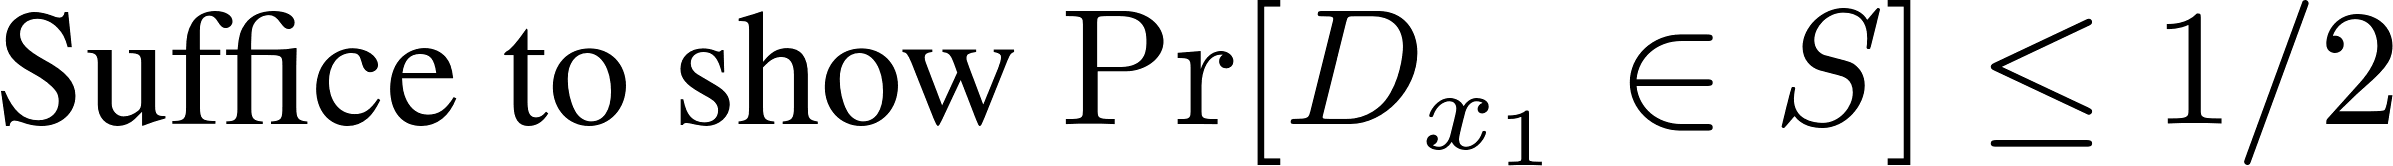 Suffice to show Pr[D_{x_1} ∈ S] ≤ 1/2